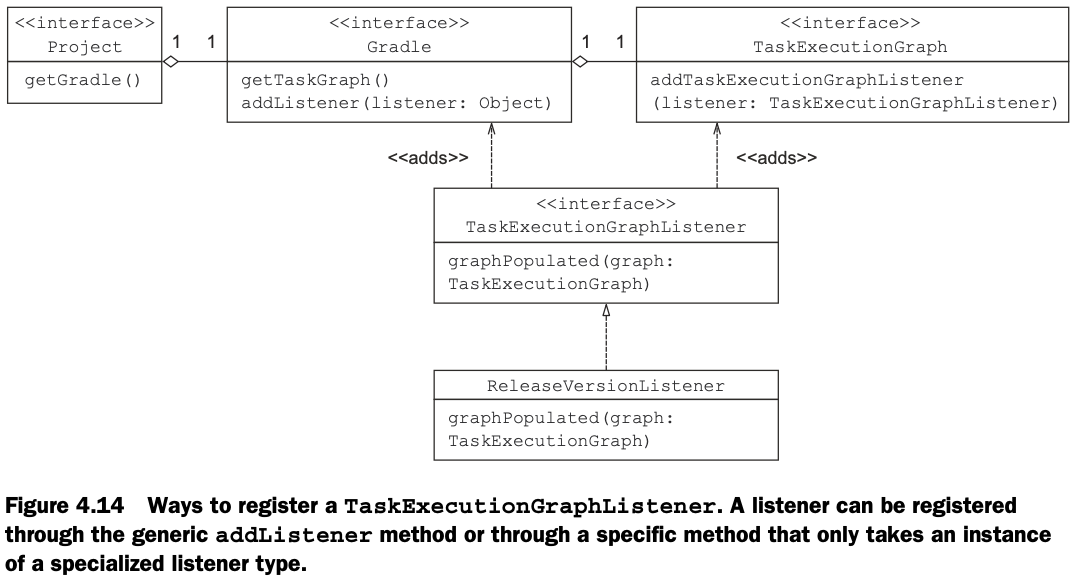 <<interface>>
Project
getGradle()
1 1
<<interface>>
Gradle
getTaskGraph()
addListener(listener: Object)
1 1
<<interface>>
TaskExecutionGraph
addTaskExecutionGraphListener
(listener: TaskExecutionGraphListener)
<<adds>>
<<adds>>
<<interface>>
TaskExecutionGraphListener
graphPopulated(graph:
TaskExecutionGraph)
ReleaseVersionListener
graphPopulated(graph:
TaskExecutionGraph)
Figure 4.14 Ways to register a TaskExecutionGraphListener. A listener can be registered
through the generic addListener method or through a specific method that only takes an instance
of a specialized listener type.